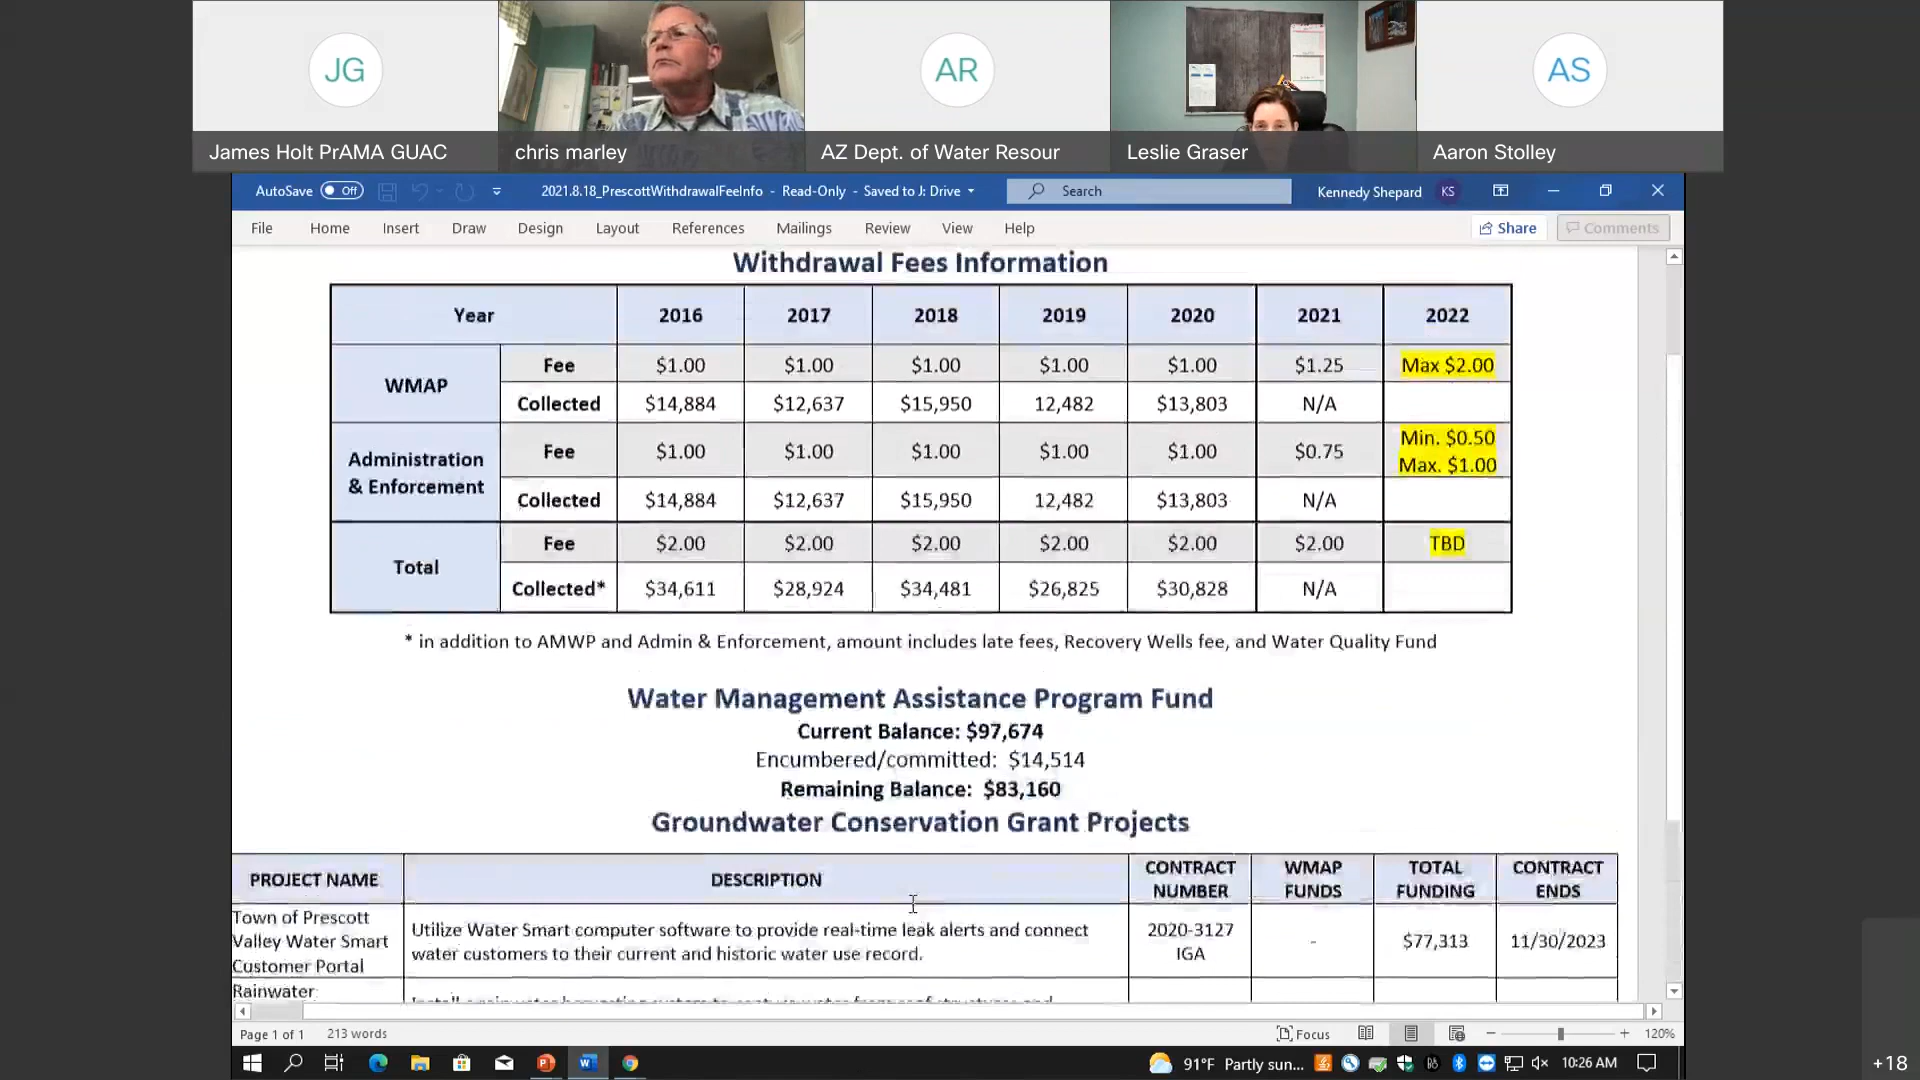 JG
AR
AS
James Holt PrAMA GUAC
chris marley
AZ Dept. of Water Resour
Leslie Graser
Aaron Stolley
AutoSave Off
2021.8.18_PrescottWithdrawalFeeInfo - Read-Only - Saved to J: Drive
Search
Kennedy Shepard KS
File Home Insert Draw Design Layout References Mailings Review View Help
Share Comments
Withdrawal Fees Information
Year 2016 2017 2018 2019 2020 2021 2022
WMAP
Fee $1.00 $1.00 $1.00 $1.00 $1.00 $1.25 Max $2.00
Collected $14,884 $12,637 $15,950 12,482 $13,803 N/A
Administration
& Enforcement
Fee $1.00 $1.00 $1.00 $1.00 $1.00 $0.75 Min. $0.50
Max. $1.00
Collected $14,884 $12,637 $15,950 12,482 $13,803 N/A
Total
Fee $2.00 $2.00 $2.00 $2.00 $2.00 $2.00 TBD
Collected* $34,611 $28,924 $34,481 $26,825 $30,828 N/A
* in addition to AMWP and Admin & Enforcement, amount includes late fees, Recovery Wells fee, and Water Quality Fund
Water Management Assistance Program Fund
Current Balance: $97,674
Encumbered/committed: $14,514
Remaining Balance: $83,160
Groundwater Conservation Grant Projects
PROJECT NAME
DESCRIPTION
CONTRACT
NUMBER
WMAP
FUNDS
TOTAL
FUNDING
CONTRACT
ENDS
Town of Prescott
Valley Water Smart
Customer Portal
Utilize Water Smart computer software to provide real-time leak alerts and connect
water customers to their current and historic water use record.
2020-3127
IGA
-
$77,313
11/30/2023
Rainwater
Page 1 of 1 213 words
Focus
120%
91°F Partly sun...
10:26 AM
+18